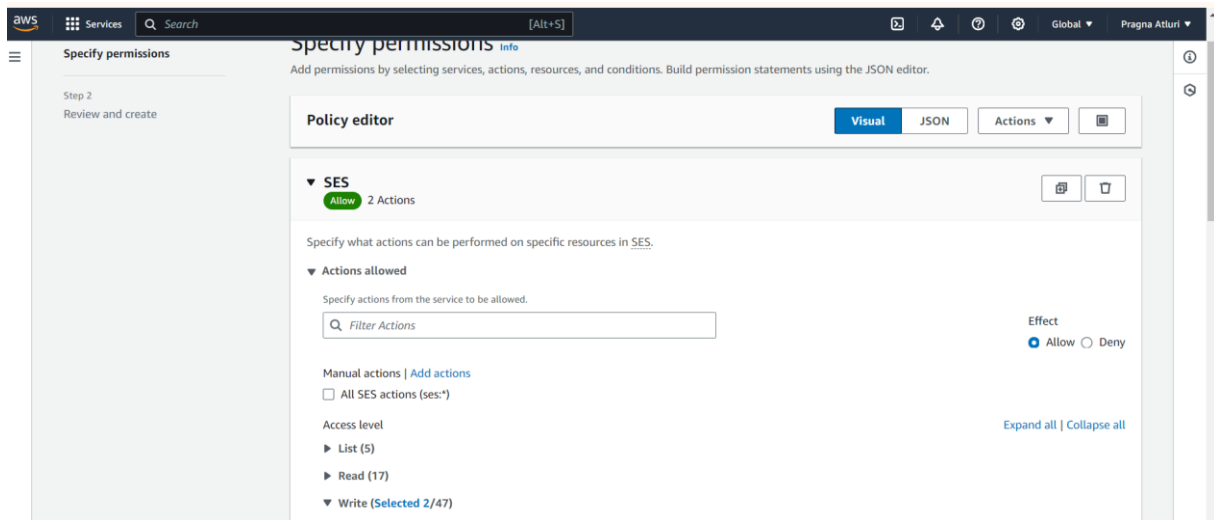 aws Services Search [Alt+S] Global Pragna Atluri
Specify permissions
Step 2
Review and create
Specify permissions Info
Add permissions by selecting services, actions, resources, and conditions. Build permission statements using the JSON editor.
Policy editor Visual JSON Actions
SES
Allow 2 Actions
Specify what actions can be performed on specific resources in SES.
Actions allowed
Specify actions from the service to be allowed.
Filter Actions
Effect
Allow Deny
Manual actions | Add actions
All SES actions (ses:*)
Access level Expand all | Collapse all
List (5)
Read (17)
Write (Selected 2/47)